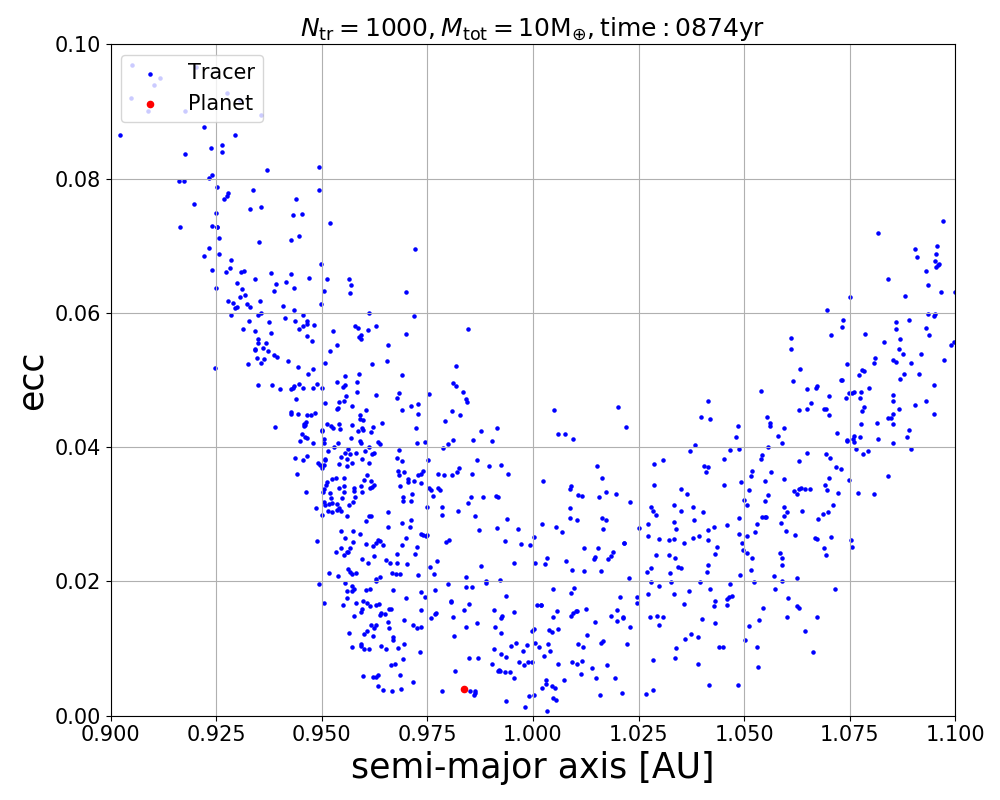 N_tr = 1000, M_tot = 10M_⊕, time : 0874yr
Tracer
Planet
0.10
0.08
0.06
0.04
0.02
0.00
ecc
0.900 0.925 0.950 0.975 1.000 1.025 1.050 1.075 1.100
semi-major axis [AU]